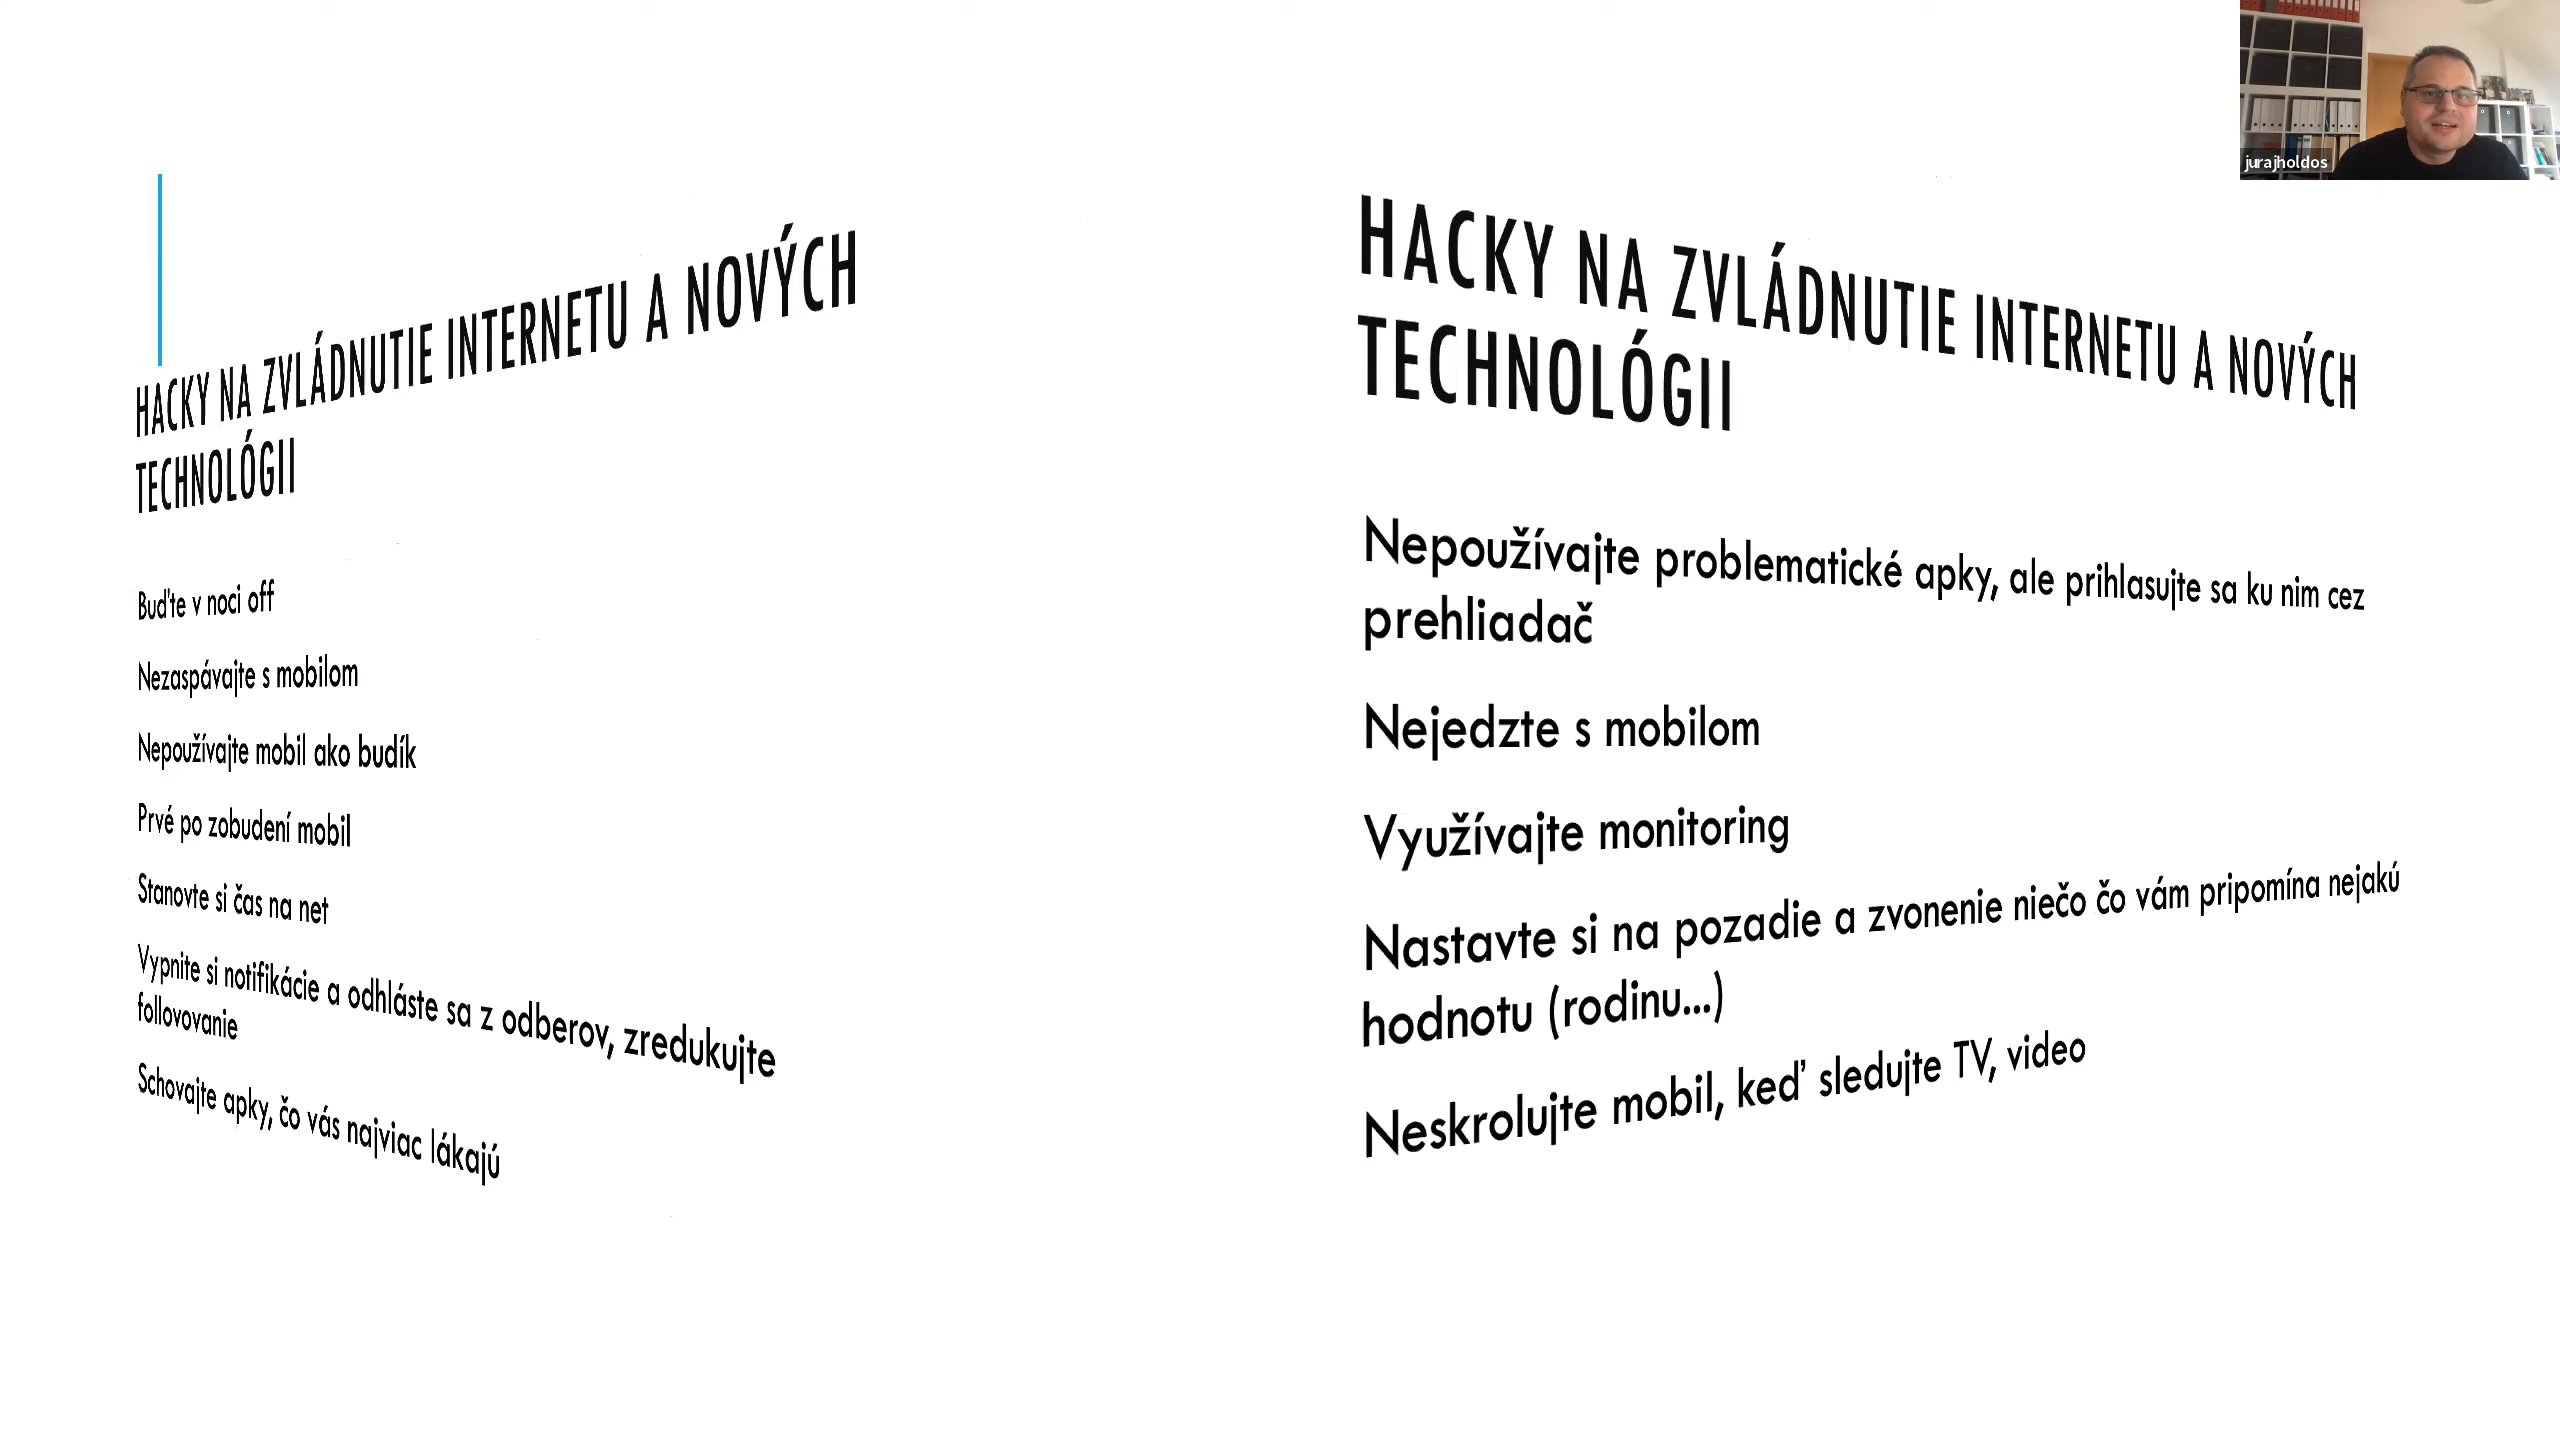 HACKY NA ZVLÁDNUTIE INTERNETU A NOVÝCH
TECHNOLÓGII
Buďte v noci off
Nezaspávajte s mobilom
Nepoužívajte mobil ako budík
Prvé po zobudení mobil
Stanovte si čas na net
Vypnite si notifikácie a odhláste sa z odberov, zredukujte
follovovanie
Schovajte apky, čo vás najviac lákajú
HACKY NA ZVLÁDNUTIE INTERNETU A NOVÝCH
TECHNOLÓGII
Nepoužívajte problematické apky, ale prihlasujte sa ku nim cez
prehliadač
Nejedzte s mobilom
Využívajte monitoring
Nastavte si na pozadie a zvonenie niečo čo vám pripomína nejakú
hodnotu (rodinu...)
Neskrolujte mobil, keď sledujte TV, video
jurajholdos